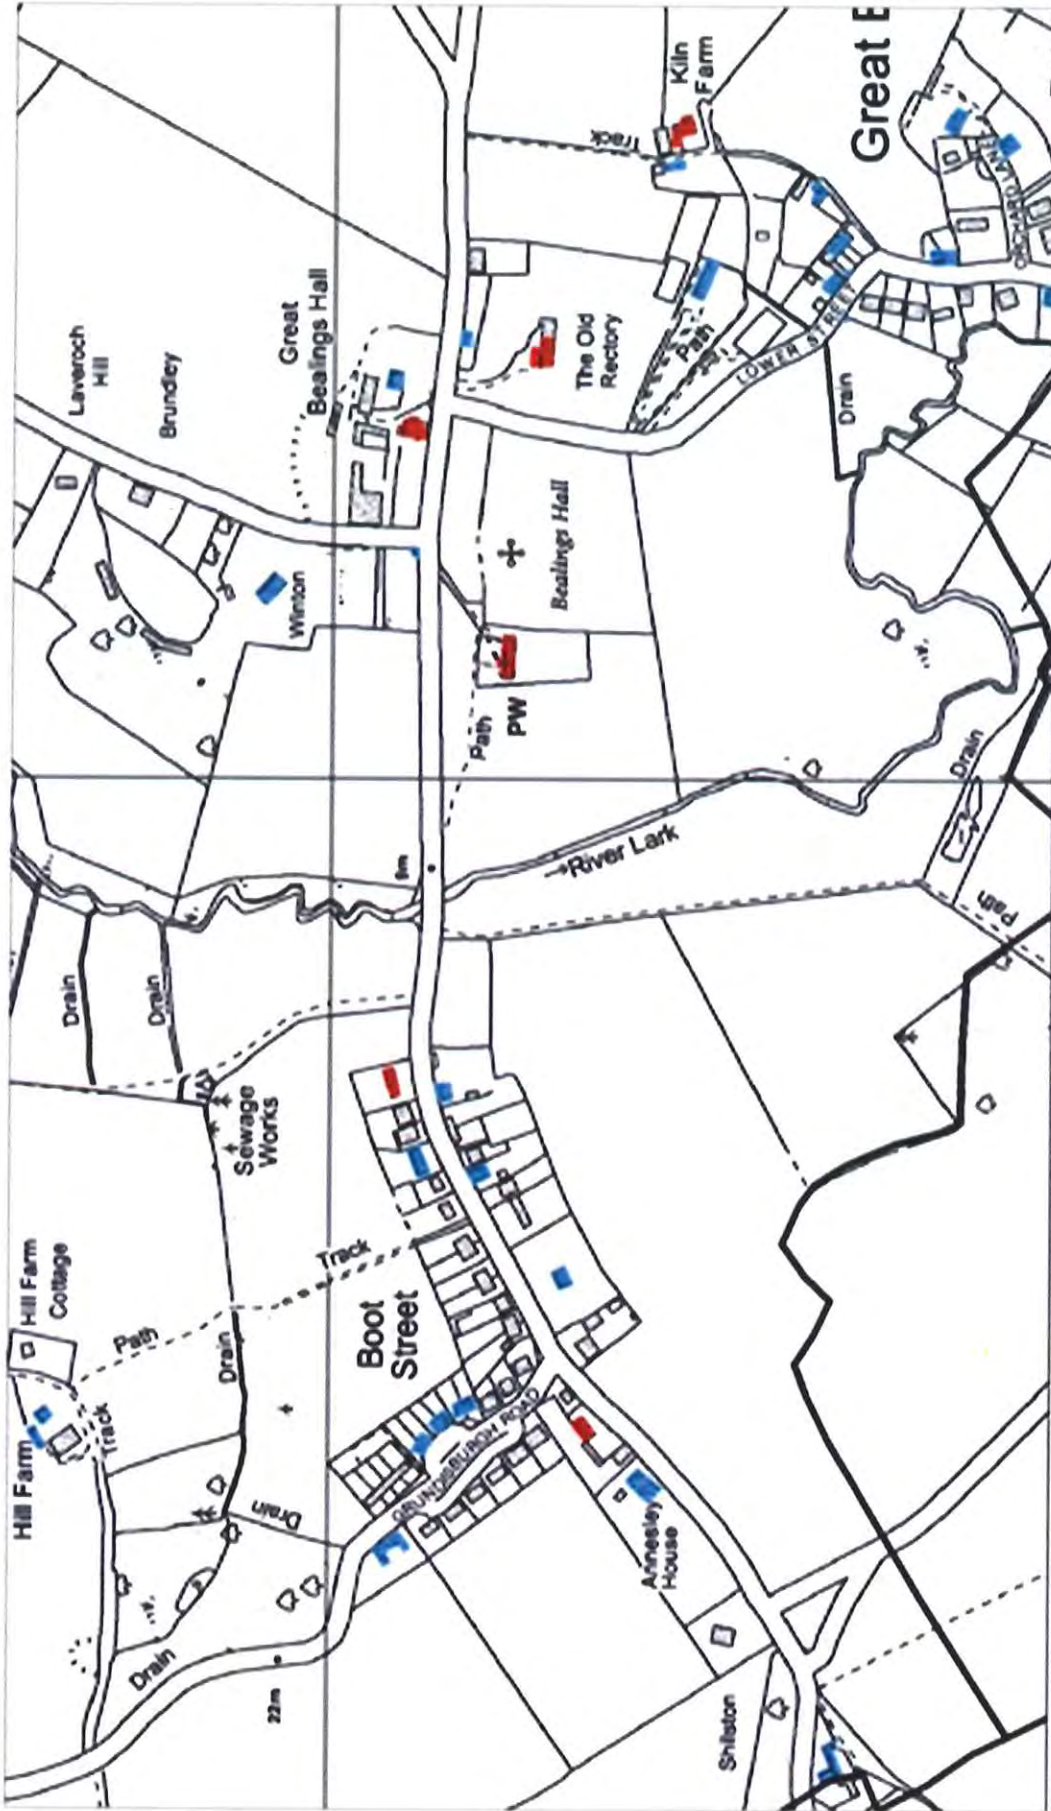 Hill Farm
Hill Farm
Cottage
Track
Path
Drain
Drain
Drain
22m
Drain
Drain
Sewage
Works
Track
Boot
Street
GRUNDISBURGH ROAD
Annesley
House
Shilston
Laveroch
Hill
Brundley
Winton
Great
Bealings Hall
8m
River Lark
Path
PW
Bealings Hall
The Old
Rectory
Path
LOWER STREET
Track
Kiln
Farm
Great B
ORCHARD LANE
Drain
Drain
Path